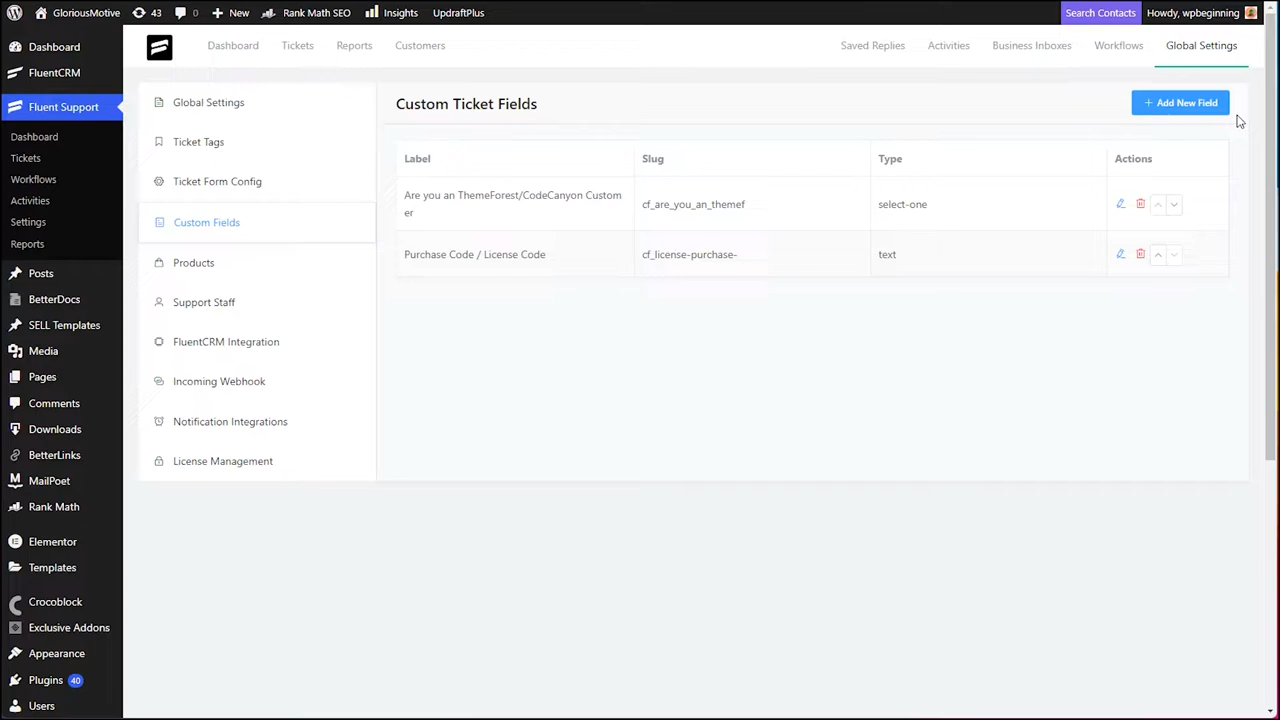 GloriousMotive 43 0 + New Rank Math SEO Insights UpdraftPlus Search Contacts Howdy, wpbeginning
Dashboard
FluentCRM
Fluent Support
Dashboard
Tickets
Workflows
Activities
Settings
Reports
Posts
BetterDocs
SELL Templates
Media
Pages
Comments
Downloads
BetterLinks
MailPoet
Rank Math
Elementor
Templates
Crocoblock
Exclusive Addons
Appearance
Plugins 40
Users
Dashboard Tickets Reports Customers Saved Replies Activities Business Inboxes Workflows Global Settings
Global Settings
Ticket Tags
Ticket Form Config
Custom Fields
Products
Support Staff
FluentCRM Integration
Incoming Webhook
Notification Integrations
License Management
Custom Ticket Fields + Add New Field
Label Slug Type Actions
Are you an ThemeForest/CodeCanyon Custom
er cf_are_you_an_themef select-one
Purchase Code / License Code cf_license-purchase- text